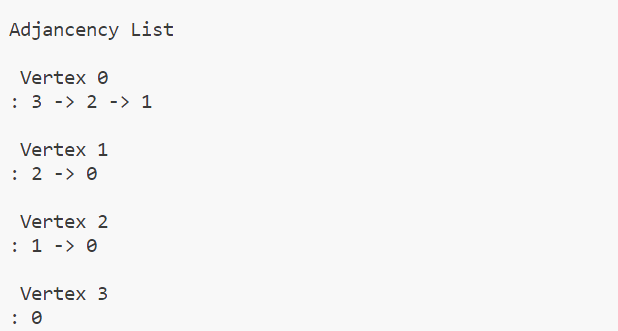 Adjancency List
Vertex 0
: 3 -> 2 -> 1
Vertex 1
: 2 -> 0
Vertex 2
: 1 -> 0
Vertex 3
: 0